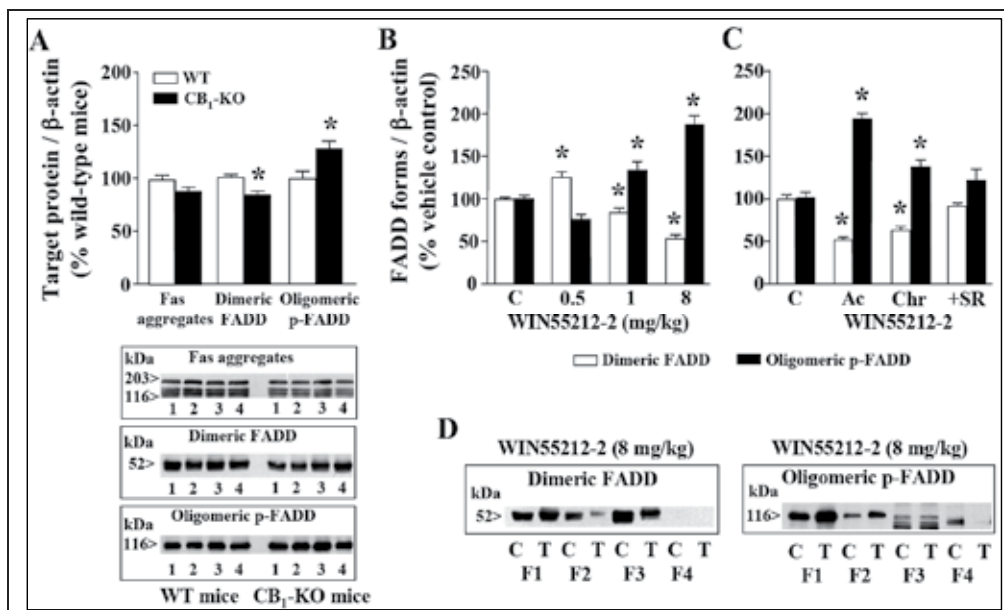 A
Target protein / β-actin
(% wild-type mice)
200
150
100
50
0
WT
CB1-KO
*
*
Fas aggregates
Dimeric FADD
Oligomeric p-FADD
kDa
Fas aggregates
203>
116>
1 2 3 4 1 2 3 4
kDa
Dimeric FADD
52>
1 2 3 4 1 2 3 4
kDa
Oligomeric p-FADD
116>
1 2 3 4 1 2 3 4
WT mice CB1-KO mice
B
FADD forms / β-actin
(% vehicle control)
250
200
150
100
50
0
*
*
*
*
*
C 0.5 1 8
WIN55212-2 (mg/kg)
C
250
200
150
100
50
0
*
*
*
*
C Ac Chr +SR
WIN55212-2
Dimeric FADD Oligomeric p-FADD
D
WIN55212-2 (8 mg/kg)
kDa
Dimeric FADD
52>
C T C T C T C T
F1 F2 F3 F4
WIN55212-2 (8 mg/kg)
Oligomeric p-FADD
kDa
116>
C T C T C T C T
F1 F2 F3 F4